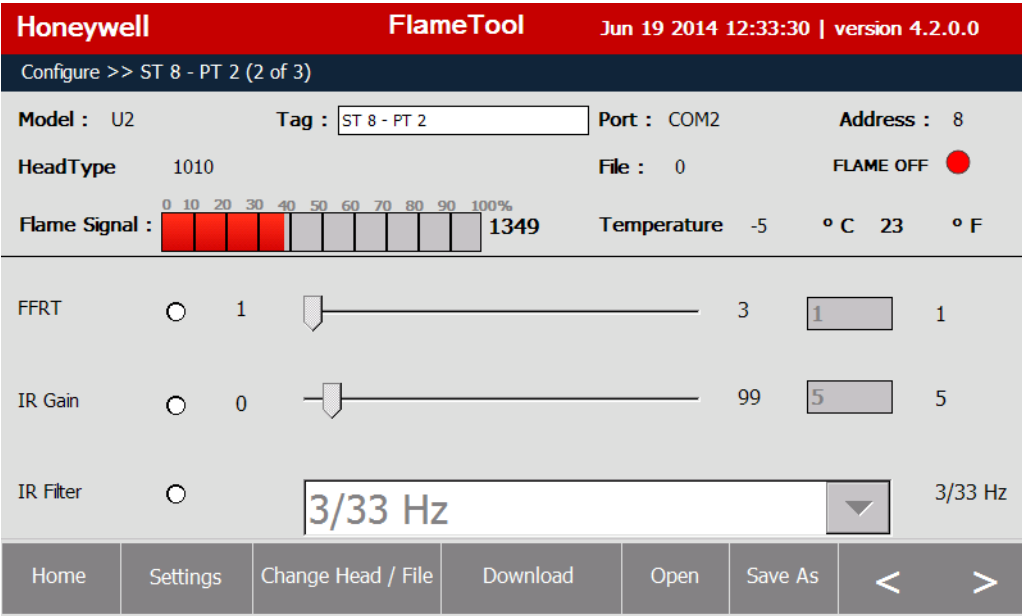 Honeywell FlameTool Jun 19 2014 12:33:30 | version 4.2.0.0
Configure >> ST 8 - PT 2 (2 of 3)
Model : U2 Tag : ST 8 - PT 2 Port : COM2 Address : 8
HeadType 1010 File : 0 FLAME OFF
0 10 20 30 40 50 60 70 80 90 100%
Flame Signal : 1349 Temperature -5 º C 23 º F
FFRT 1 3 1 1
IR Gain 0 99 5 5
IR Filter 3/33 Hz 3/33 Hz
Home Settings Change Head / File Download Open Save As < >